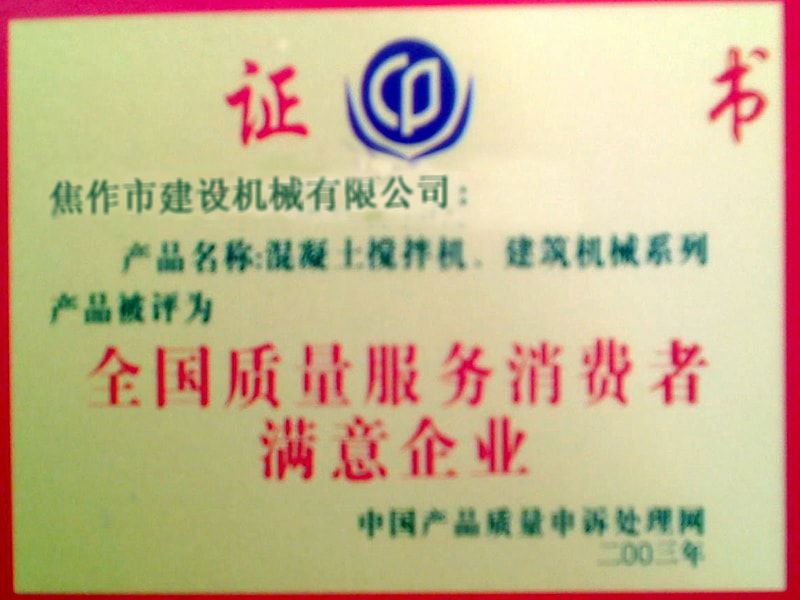 证 书
焦作市建设机械有限公司：
产品名称:混凝土搅拌机、建筑机械系列
产品被评为
全国质量服务消费者
满意企业
中国产品质量申诉处理网
二00三年